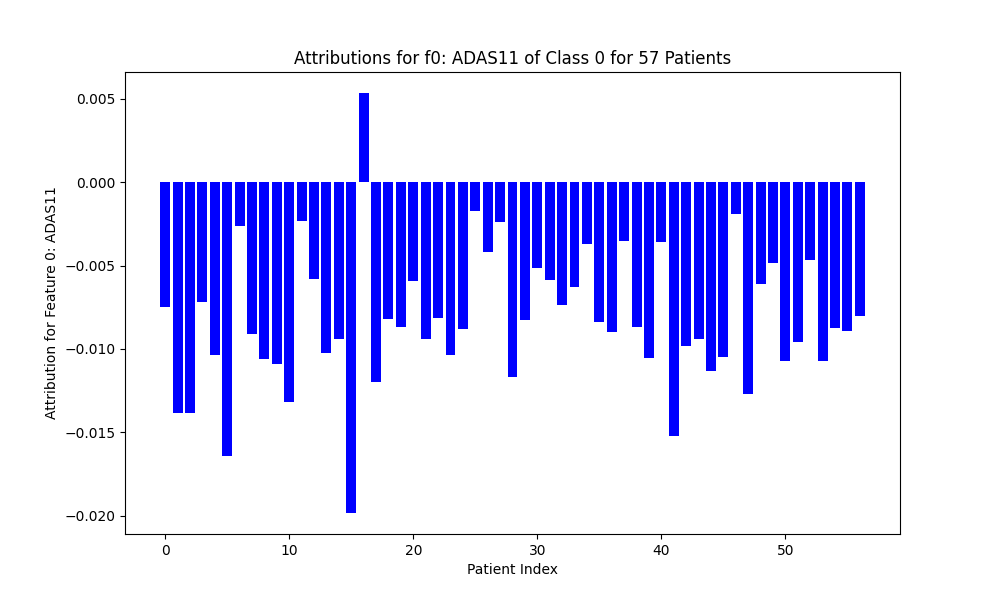 Attributions for f0: ADAS11 of Class 0 for 57 Patients
Attribution for Feature 0: ADAS11
0.005
0.000
−0.005
−0.010
−0.015
−0.020
0 10 20 30 40 50
Patient Index